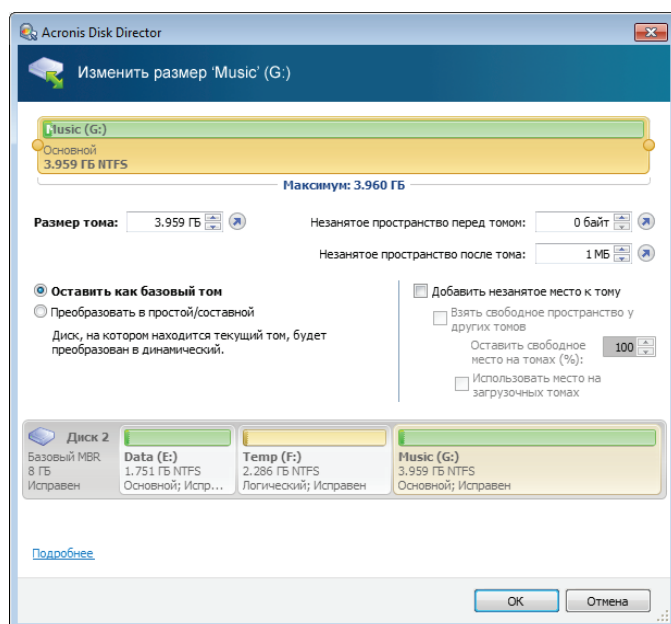 Acronis Disk Director
Изменить размер 'Music' (G:)
Music (G:)
Основной
3.959 ГБ NTFS
Максимум: 3.960 ГБ
Размер тома: 3.959 ГБ Незанятое пространство перед томом: 0 байт
Незанятое пространство после тома: 1 МБ
Оставить как базовый том
Добавить незанятое место к тому
Преобразовать в простой/составной
Взять свободное пространство у
других томов
Диск, на котором находится текущий том, будет
преобразован в динамический.
Оставить свободное
место на томах (%): 100
Использовать место на
загрузочных томах
Диск 2
Базовый MBR
8 ГБ
Исправен
Data (E:)
1.751 ГБ NTFS
Основной; Испр...
Temp (F:)
2.286 ГБ NTFS
Логический; Исправен
Music (G:)
3.959 ГБ NTFS
Основной; Исправен
Подробнее
ОК Отмена